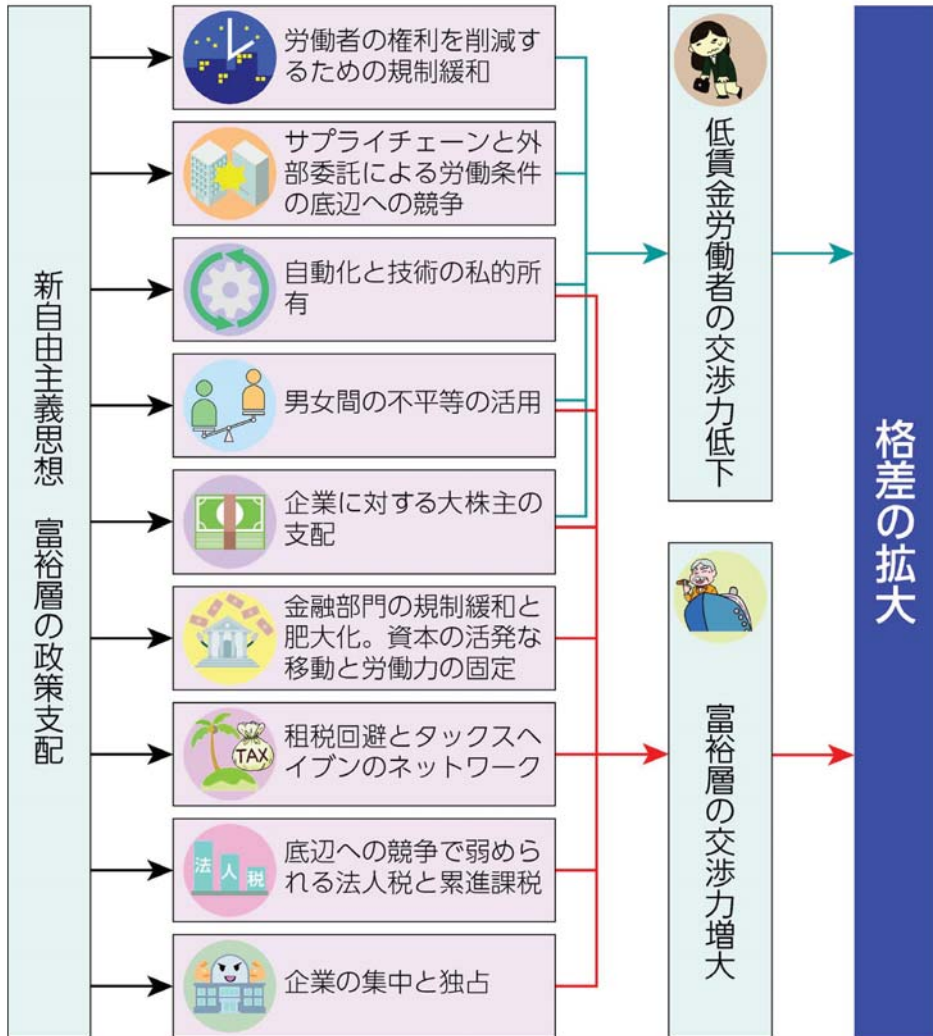 新自由主義思想　富裕層の政策支配
労働者の権利を削減す
るための規制緩和
サプライチェーンと外
部委託による労働条件
の底辺への競争
自動化と技術の私的所
有
男女間の不平等の活用
企業に対する大株主の
支配
金融部門の規制緩和と
肥大化。資本の活発な
移動と労働力の固定
租税回避とタックスヘ
イブンのネットワーク
TAX
底辺への競争で弱められ
れる法人税と累進課税
法人税
企業の集中と独占
低賃金労働者の交渉力低下
富裕層の交渉力増大
格差の拡大